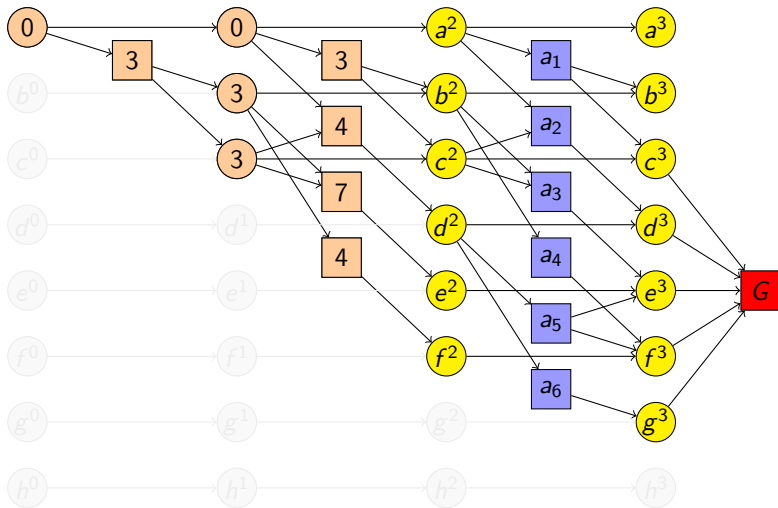 0 0 a² a³
3 3 a₁
b⁰ 3 b² b³
4 a₂
c⁰ 3 c² c³
7 a₃
d⁰ d¹ d² d³
4 a₄
e⁰ e¹ e² e³ G
a₅
f⁰ f¹ f² f³
a₆
g⁰ g¹ g² g³
h⁰ h¹ h² h³